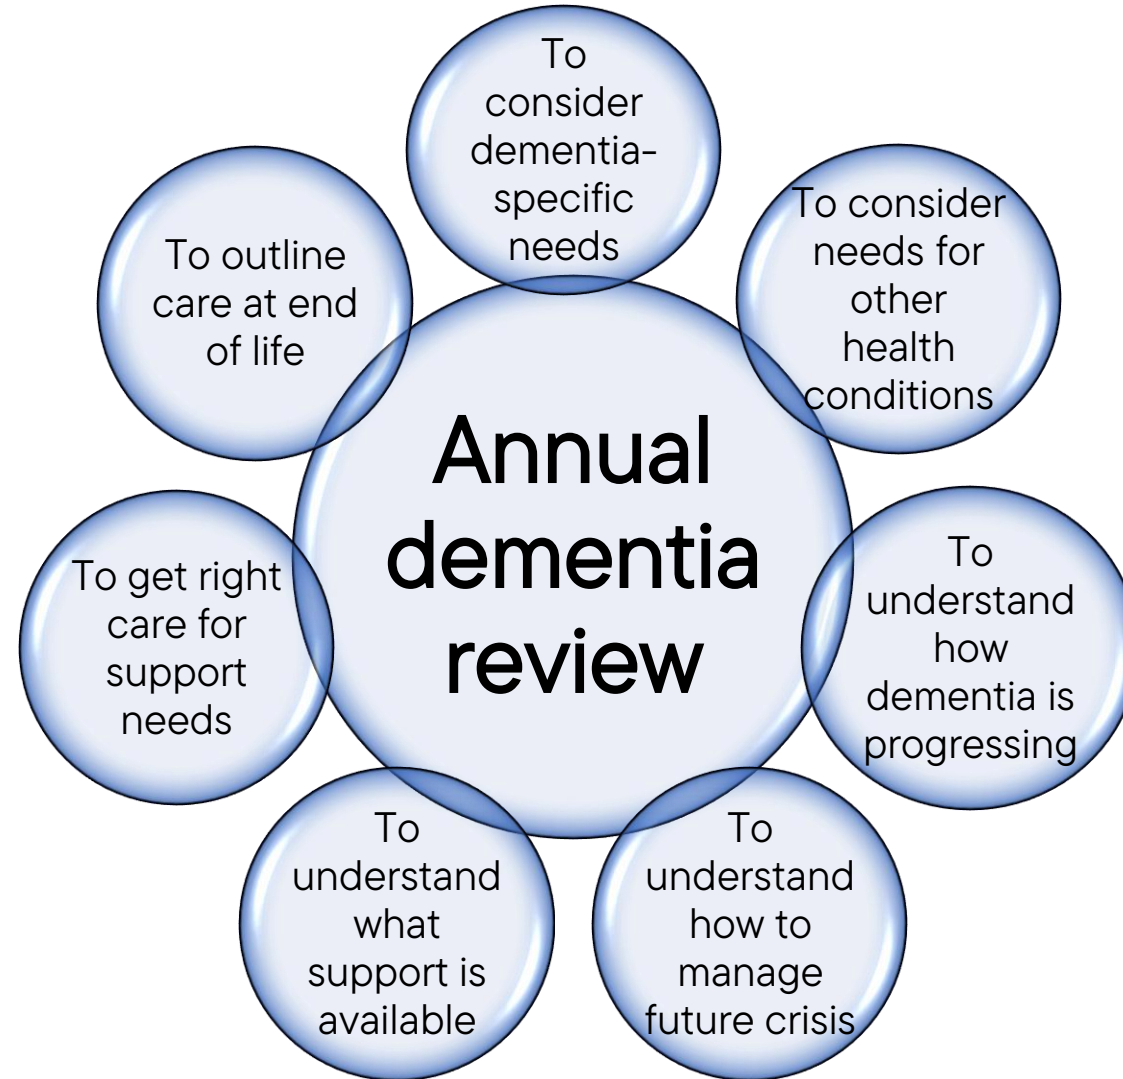 To
consider
dementia-
specific
needs
To consider
needs for
other
health
conditions
To
understand
how
dementia is
progressing
To
understand
how to
manage
future crisis
To
understand
what
support is
available
To get right
care for
support
needs
To outline
care at end
of life
Annual
dementia
review